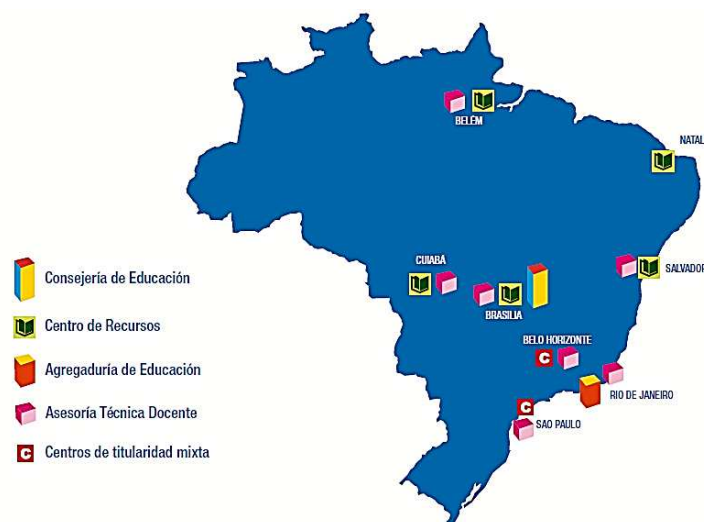 BELÉM
NATAL
CUIABÁ
SALVADOR
BRASILIA
BELO HORIZONTE
C
RIO DE JANEIRO
C
SAO PAULO
Consejería de Educación
Centro de Recursos
Agregaduría de Educación
Asesoría Técnica Docente
C Centros de titularidad mixta